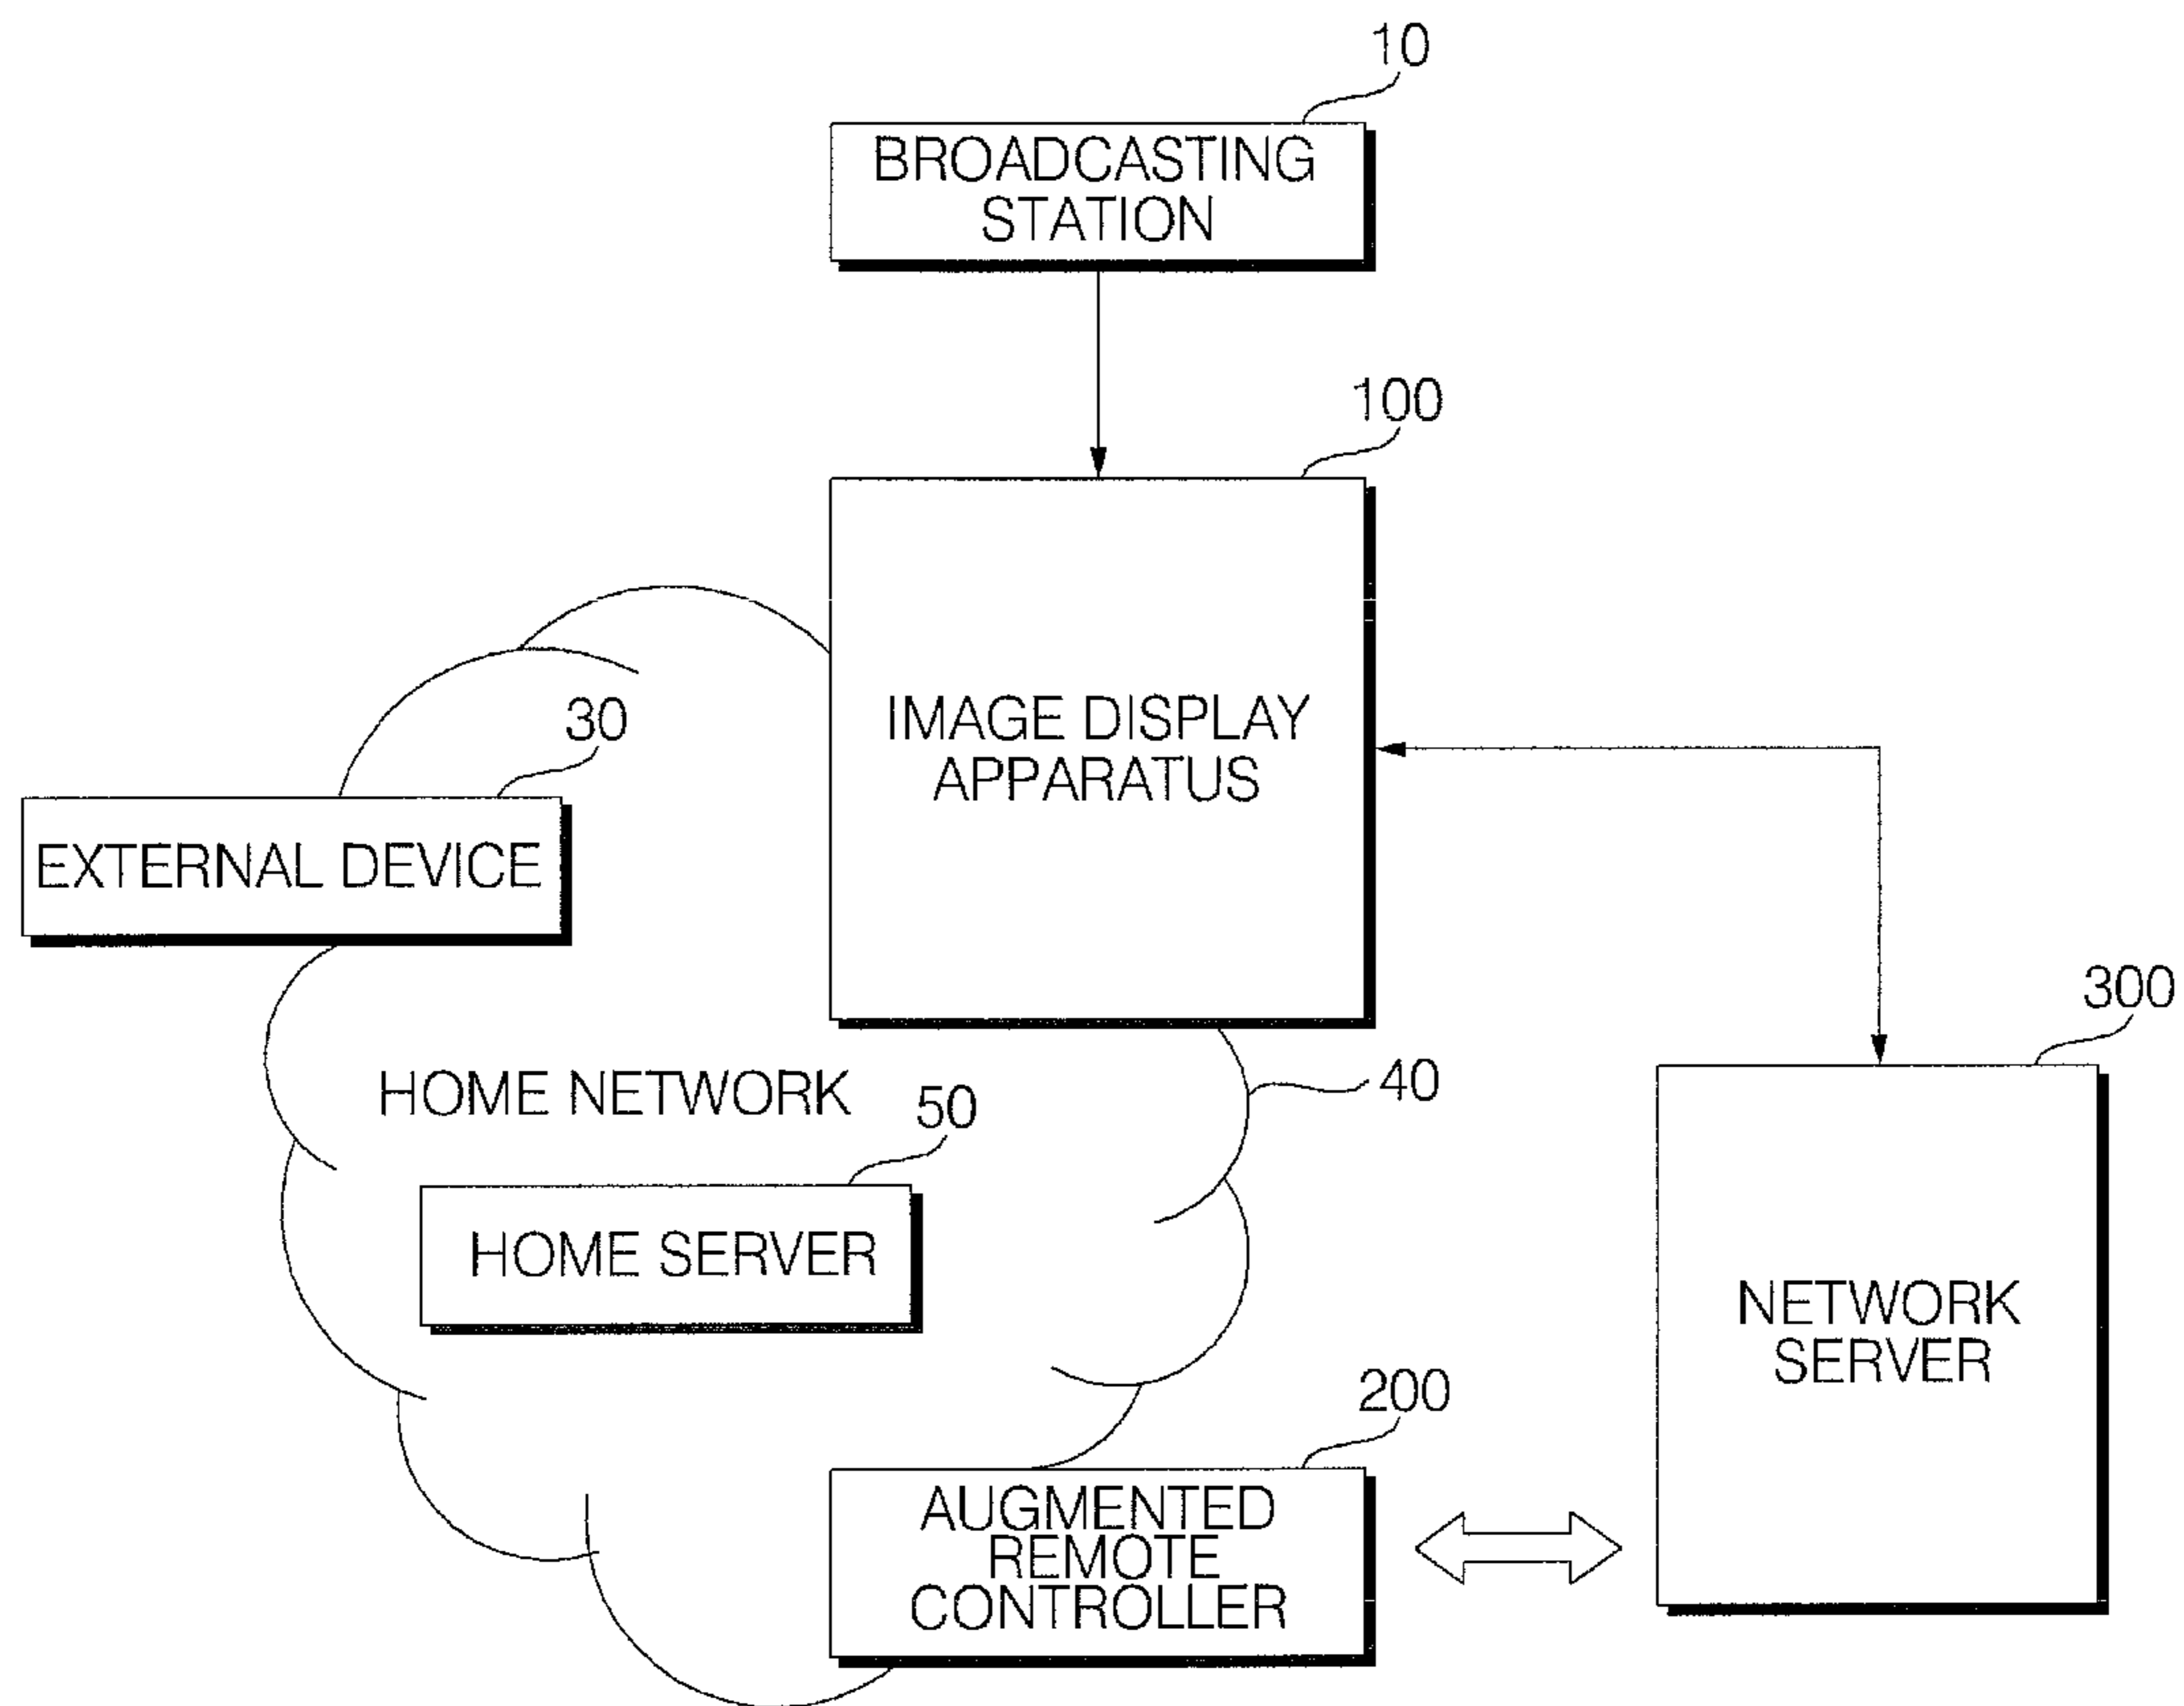 10
BROADCASTING
STATION
100
IMAGE DISPLAY
APPARATUS
30
EXTERNAL DEVICE
300
HOME NETWORK
40
50
HOME SERVER
NETWORK
SERVER
200
AUGMENTED
REMOTE
CONTROLLER